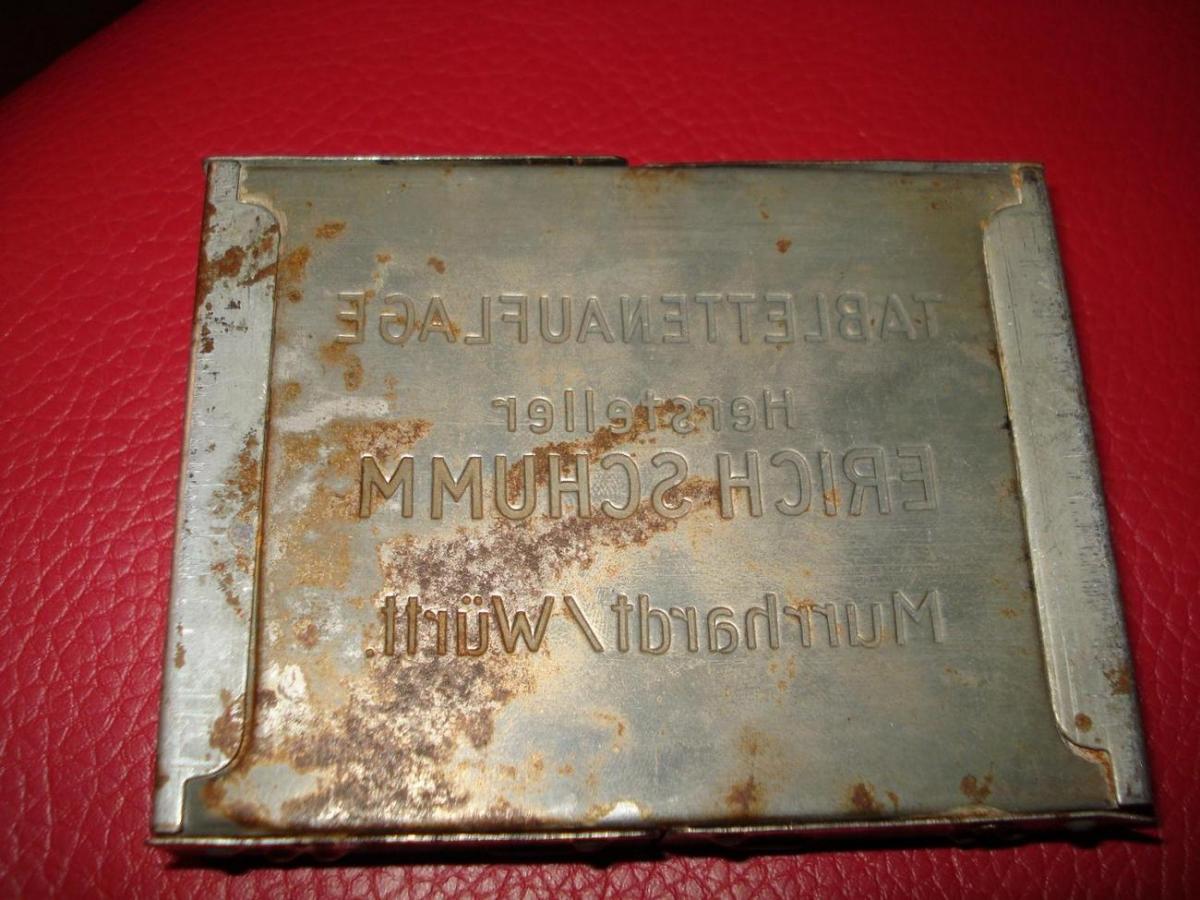 TABLETTENAUFLAGE
Hersteller
ERICH SCHUMM
Murrhardt/Württ.